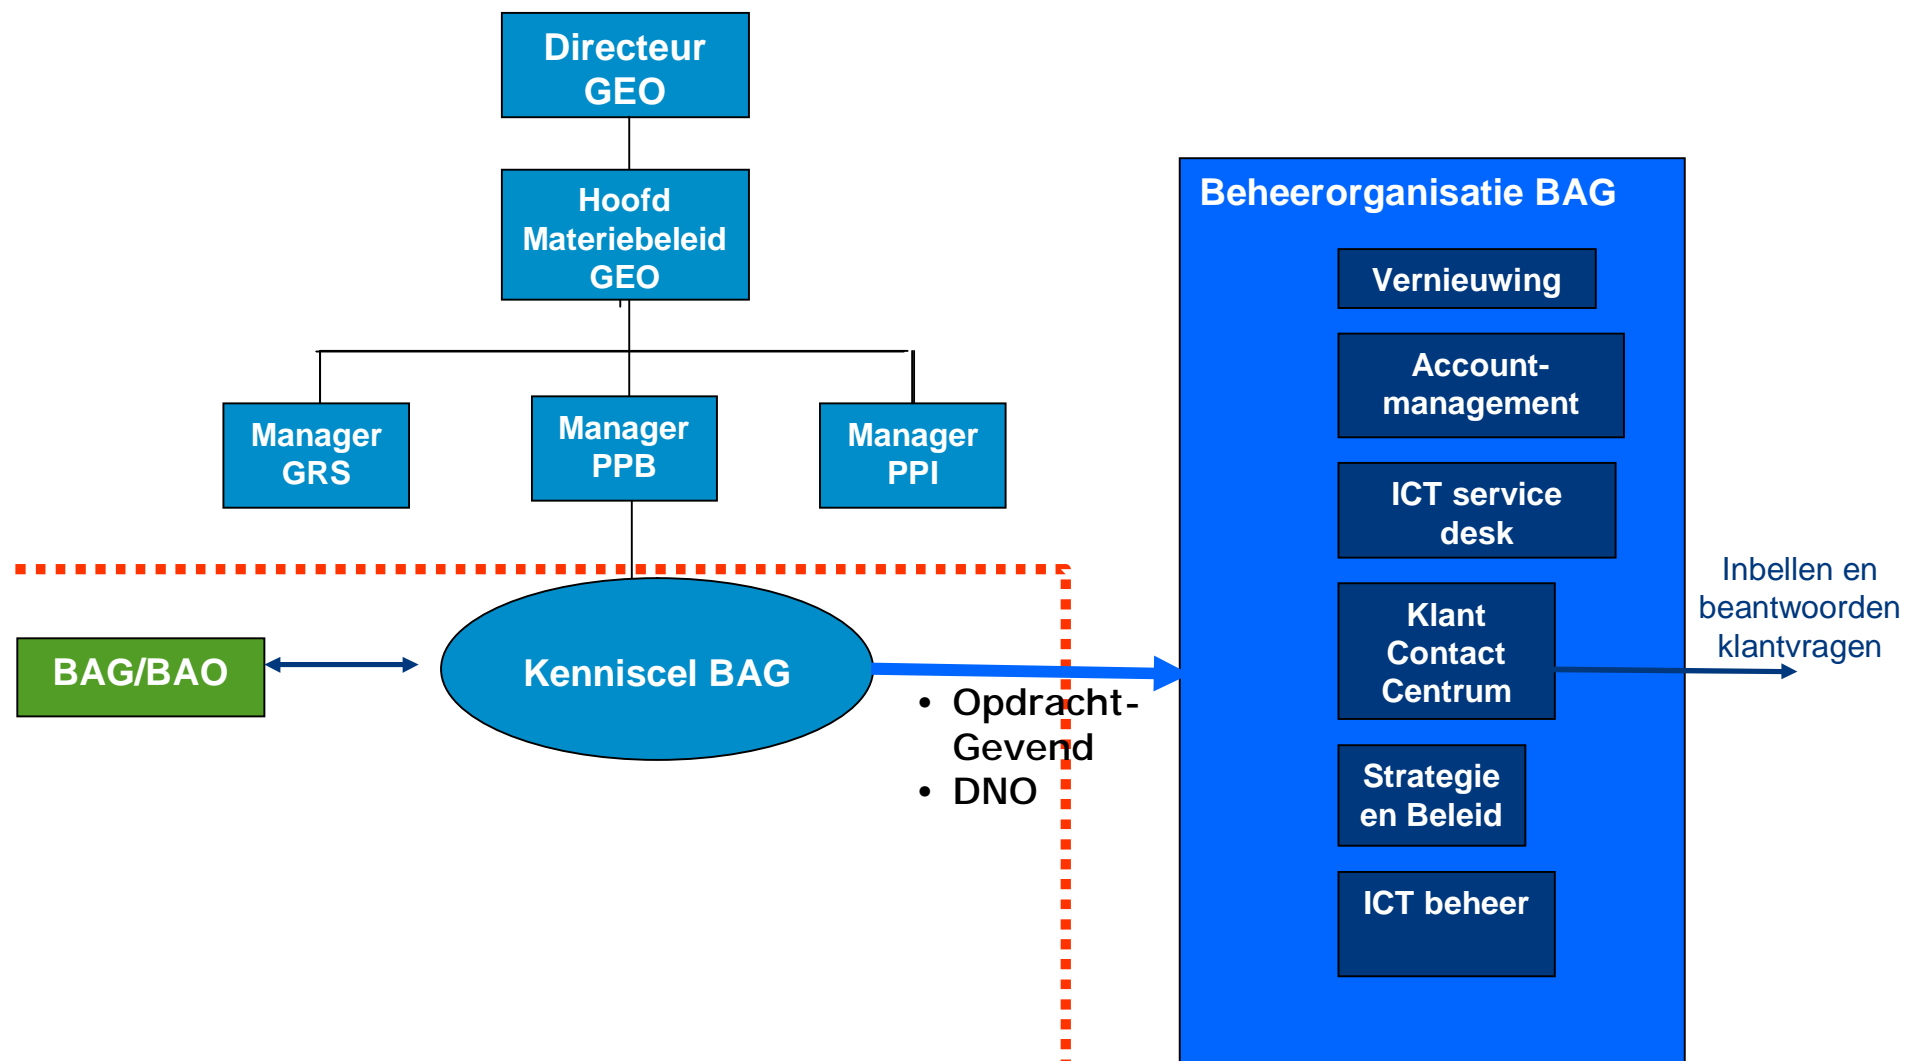 Directeur
GEO
Hoofd
Materiebeleid
GEO
Manager
GRS
Manager
PPB
Manager
PPI
BAG/BAO
Kenniscel BAG
• Opdracht-
Gevend
• DNO
Beheerorganisatie BAG
Vernieuwing
Account-
management
ICT service
desk
Klant
Contact
Centrum
Strategie
en Beleid
ICT beheer
Inbellen en
beantwoorden
klantvragen